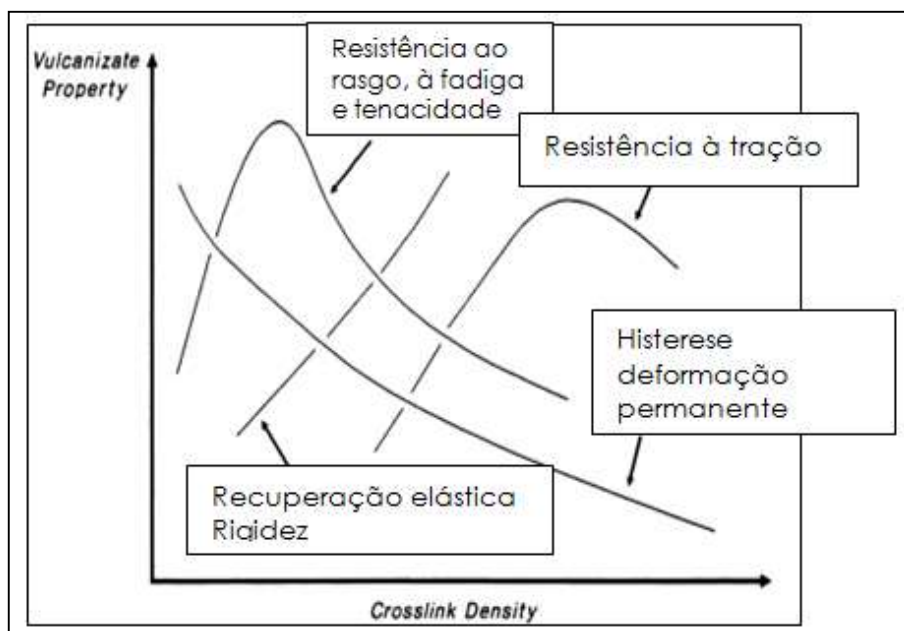 Vulcanizate
Property
Resistência ao
rasgo, à fadiga
e tenacidade
Resistência à tração
Histerese
deformação
permanente
Recuperação elástica
Rigidez
Crosslink Density